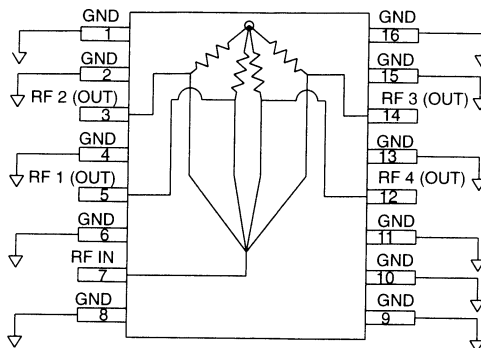 GND
1
GND
2
RF 2 (OUT)
3
GND
4
RF 1 (OUT)
5
GND
6
RF IN
7
GND
8
GND
16
GND
15
RF 3 (OUT)
14
GND
13
RF 4 (OUT)
12
GND
11
GND
10
GND
9